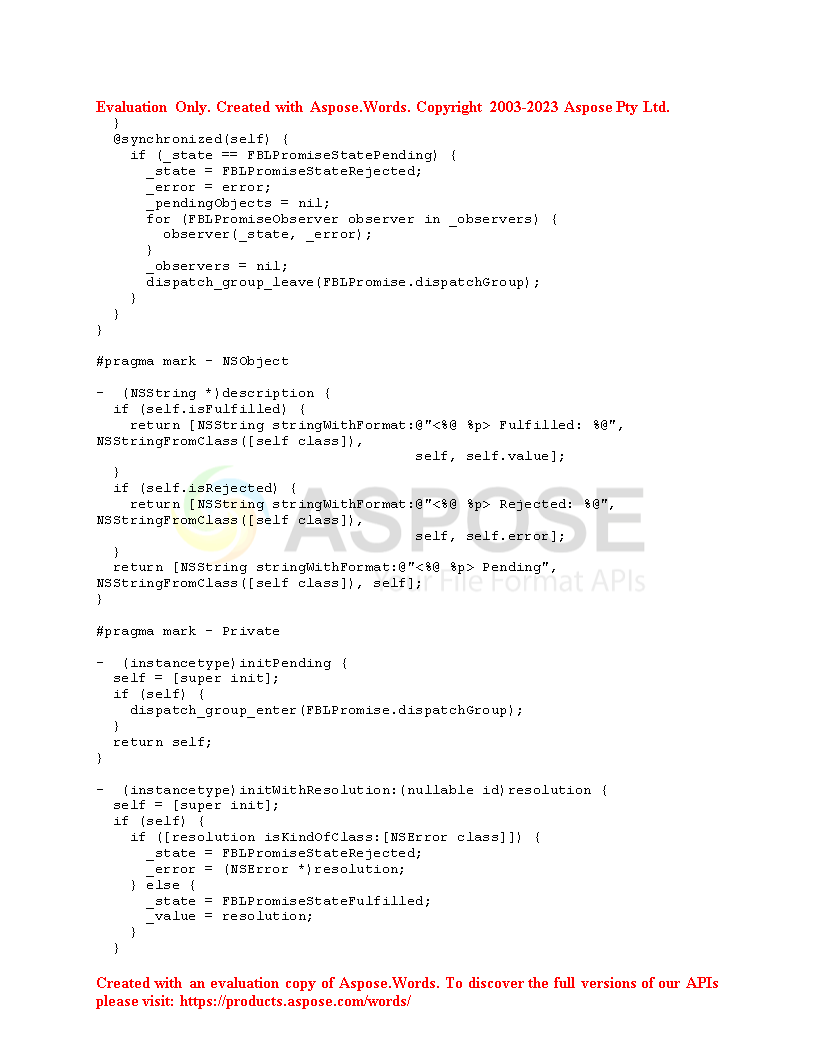 Evaluation Only. Created with Aspose.Words. Copyright 2003-2023 Aspose Pty Ltd.
  }
  @synchronized(self) {
    if (_state == FBLPromiseStatePending) {
      _state = FBLPromiseStateRejected;
      _error = error;
      _pendingObjects = nil;
      for (FBLPromiseObserver observer in _observers) {
        observer(_state, _error);
      }
      _observers = nil;
      dispatch_group_leave(FBLPromise.dispatchGroup);
    }
  }
}

#pragma mark - NSObject

-  (NSString *)description {
  if (self.isFulfilled) {
    return [NSString stringWithFormat:@"<%@ %p> Fulfilled: %@",
NSStringFromClass([self class]),
                                      self, self.value];
  }
  if (self.isRejected) {
    return [NSString stringWithFormat:@"<%@ %p> Rejected: %@",
NSStringFromClass([self class]),
                                      self, self.error];
  }
  return [NSString stringWithFormat:@"<%@ %p> Pending",
NSStringFromClass([self class]), self];
}
ASPOSE
Your File Format APIs

#pragma mark - Private

-  (instancetype)initPending {
  self = [super init];
  if (self) {
    dispatch_group_enter(FBLPromise.dispatchGroup);
  }
  return self;
}

-  (instancetype)initWithResolution:(nullable id)resolution {
  self = [super init];
  if (self) {
    if ([resolution isKindOfClass:[NSError class]]) {
      _state = FBLPromiseStateRejected;
      _error = (NSError *)resolution;
    } else {
      _state = FBLPromiseStateFulfilled;
      _value = resolution;
    }
  }

Created with an evaluation copy of Aspose.Words. To discover the full versions of our APIs
please visit: https://products.aspose.com/words/